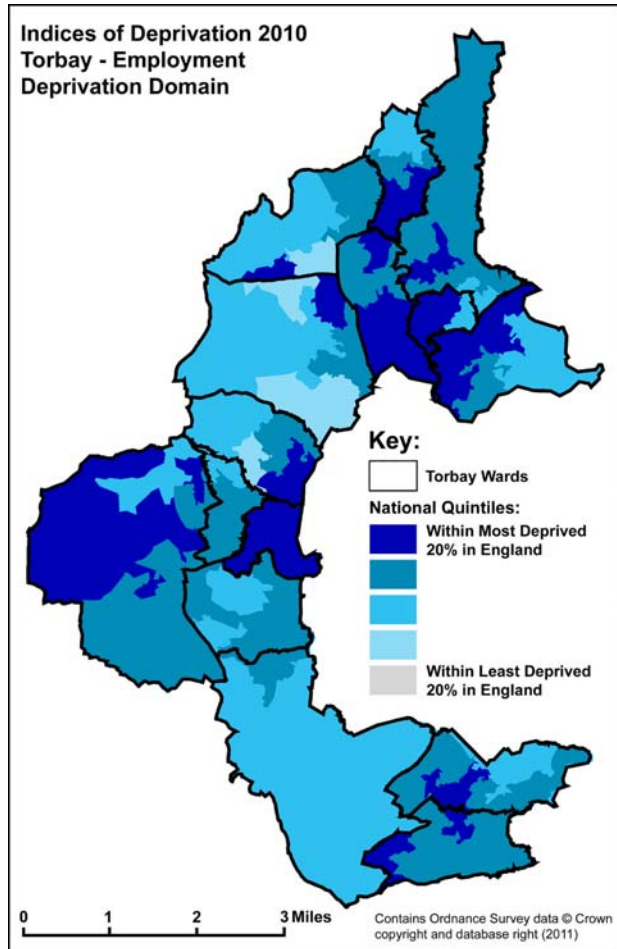 Indices of Deprivation 2010
Torbay - Employment
Deprivation Domain
Key:
Torbay Wards
National Quintiles:
Within Most Deprived
20% in England
Within Least Deprived
20% in England
0 1 2 3 Miles
Contains Ordnance Survey data © Crown
copyright and database right (2011)